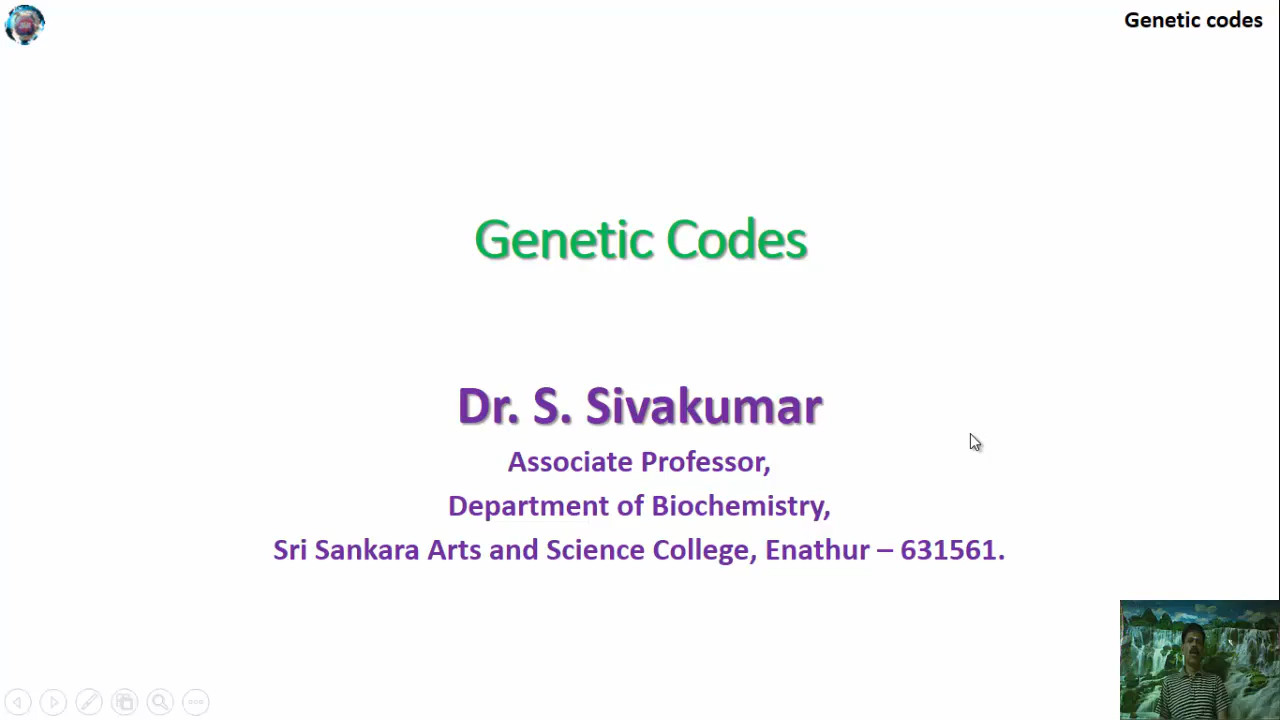 Genetic codes
Genetic Codes
Dr. S. Sivakumar
Associate Professor,
Department of Biochemistry,
Sri Sankara Arts and Science College, Enathur – 631561.